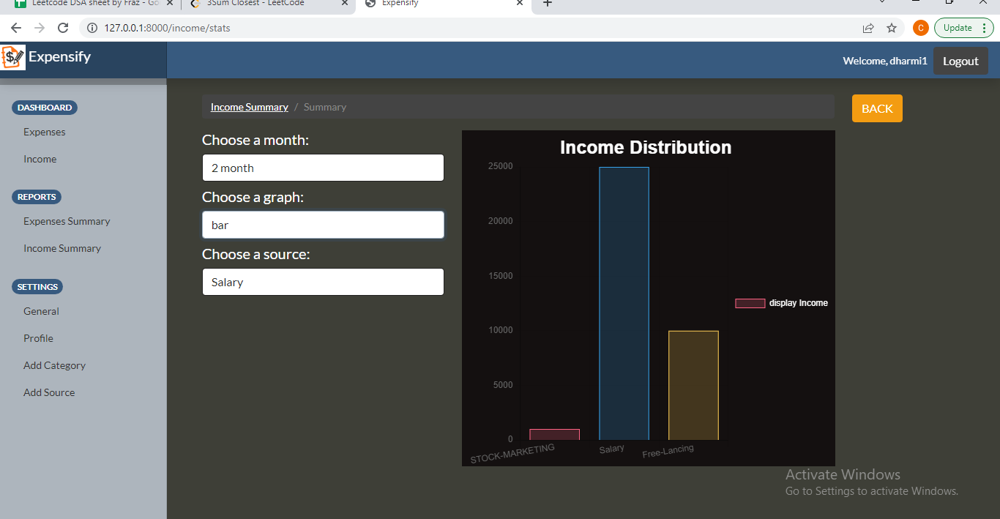 Leetcode DSA sheet by Fraz - Go
3Sum Closest - LeetCode
Expensify
127.0.0.1:8000/income/stats
C
Update
Expensify
Welcome, dharmi1
Logout
DASHBOARD
Expenses
Income
REPORTS
Expenses Summary
Income Summary
SETTINGS
General
Profile
Add Category
Add Source
Income Summary / Summary
BACK
Choose a month:
2 month
Choose a graph:
bar
Choose a source:
Salary
Income Distribution
25000
20000
15000
10000
5000
0
STOCK-MARKETING
Salary
Free-Lancing
display Income
Activate Windows
Go to Settings to activate Windows.